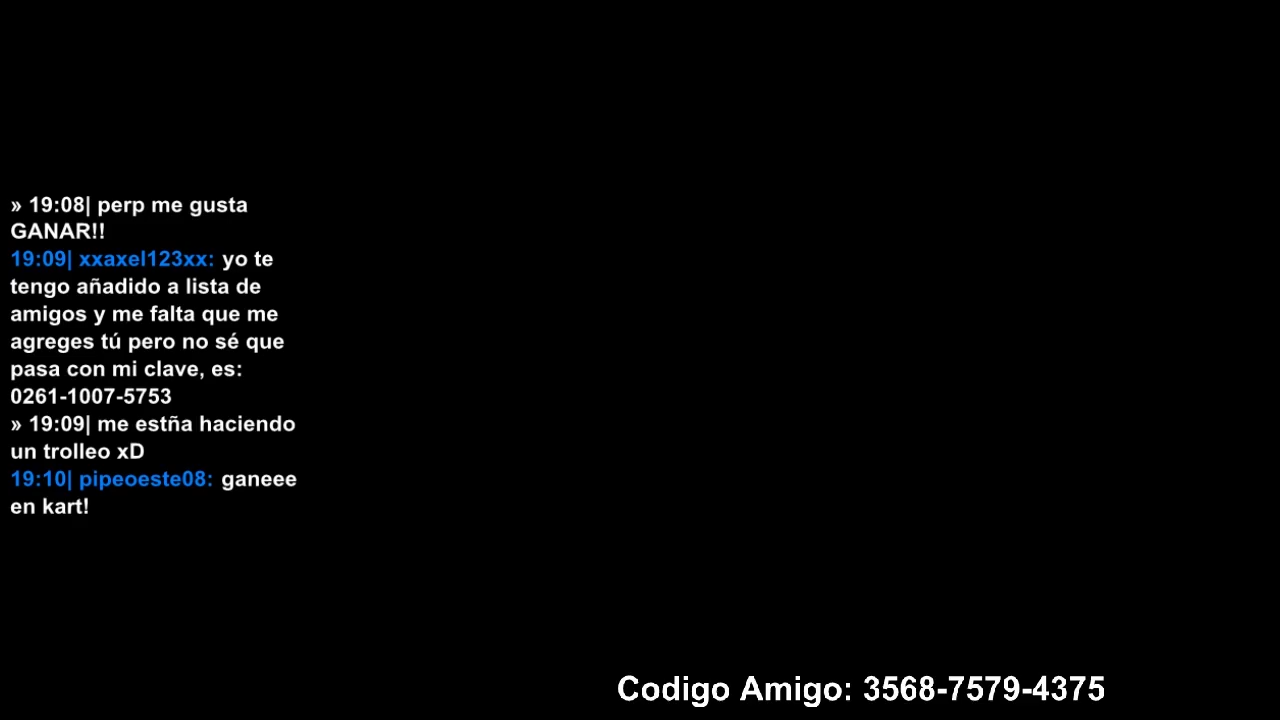 » 19:08| perp me gusta
GANAR!!
19:09| xxaxel123xx: yo te
tengo añadido a lista de
amigos y me falta que me
agreges tú pero no sé que
pasa con mi clave, es:
0261-1007-5753
» 19:09| me estña haciendo
un trolleo xD
19:10| pipeoeste08: ganeee
en kart!
Codigo Amigo: 3568-7579-4375